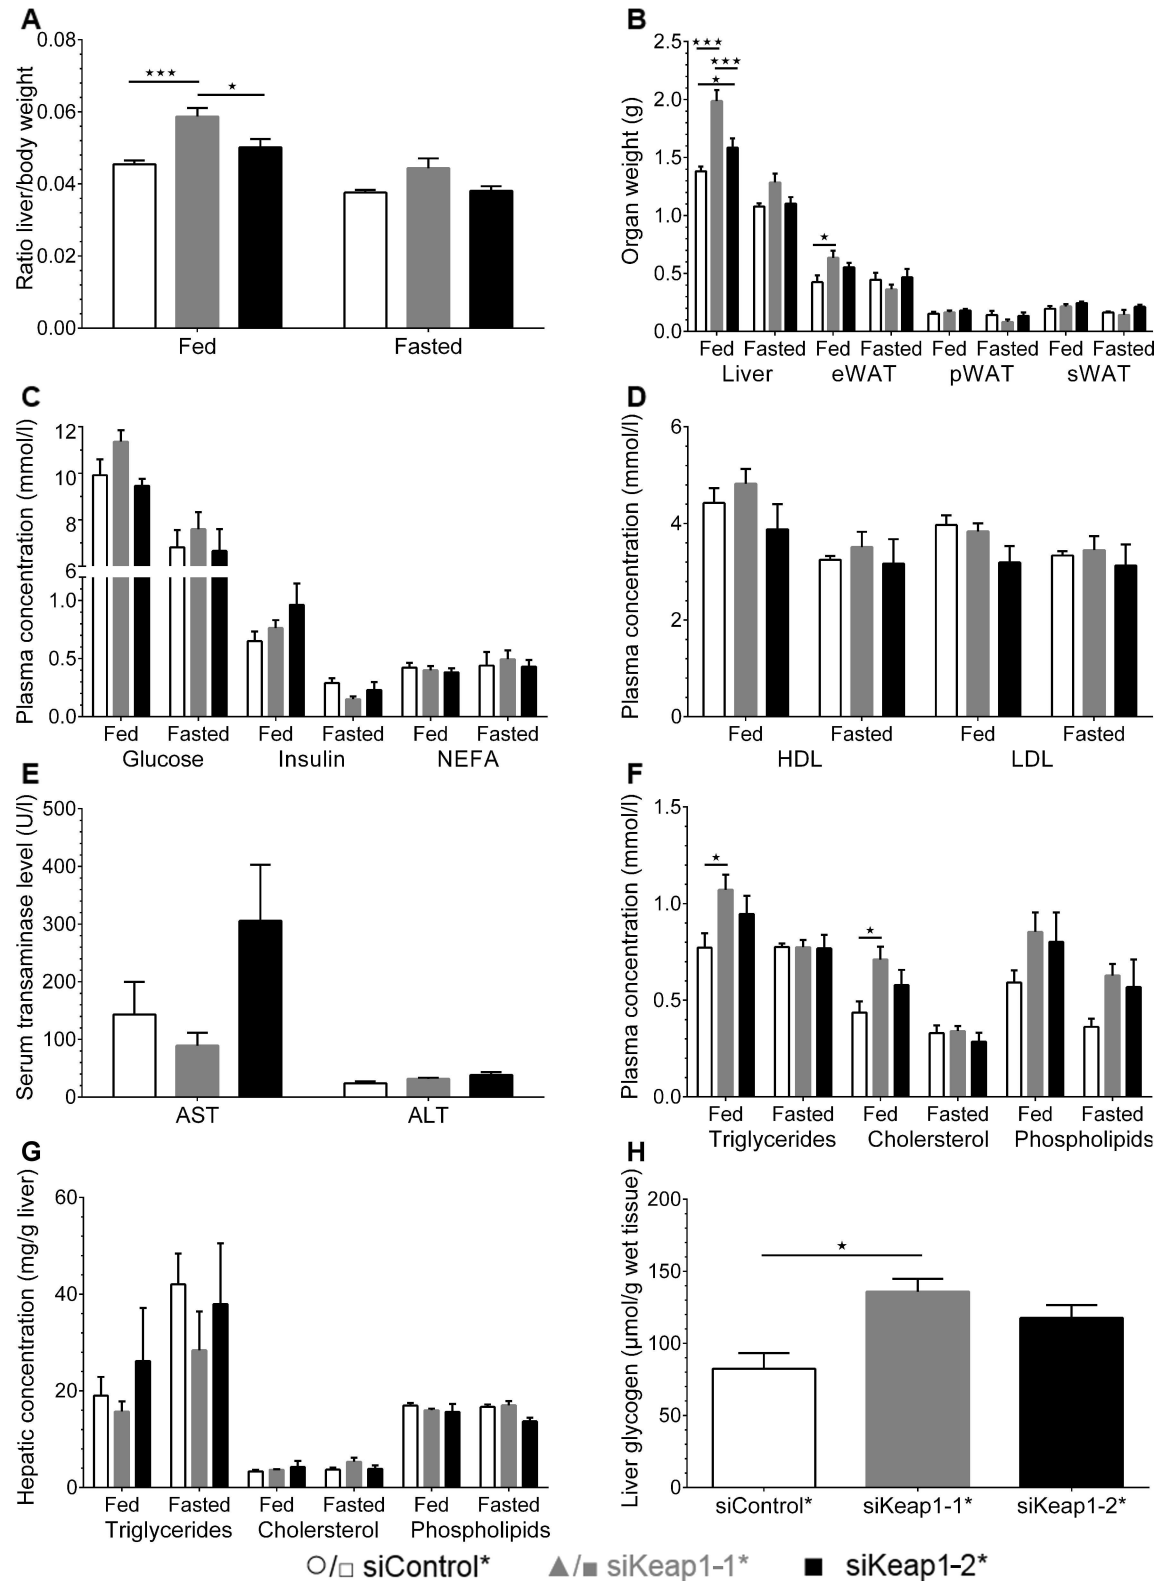 A
Ratio liver/body weight
0.08
0.06
0.04
0.02
0.00
★★★
★
Fed Fasted
B
Organ weight (g)
2.5
2.0
1.5
1.0
0.5
0.0
★★★
★★★
★
★
Fed Fasted Fed Fasted Fed Fasted Fed Fasted
Liver eWAT pWAT sWAT
C
Plasma concentration (mmol/l)
12
10
8
6
1.0
0.5
0.0
Fed Fasted Fed Fasted Fed Fasted
Glucose Insulin NEFA
D
Plasma concentration (mmol/l)
6
4
2
0
Fed Fasted Fed Fasted
HDL LDL
E
Serum transaminase level (U/l)
500
400
300
200
100
0
AST ALT
F
Plasma concentration (mmol/l)
1.5
1.0
0.5
0.0
★
★
Fed Fasted Fed Fasted Fed Fasted
Triglycerides Cholersterol Phospholipids
G
Hepatic concentration (mg/g liver)
60
40
20
0
Fed Fasted Fed Fasted Fed Fasted
Triglycerides Cholersterol Phospholipids
H
Liver glycogen (µmol/g wet tissue)
200
150
100
50
0
★
siControl* siKeap1-1* siKeap1-2*
○/□ siControl* ▲/■ siKeap1-1* ■ siKeap1-2*